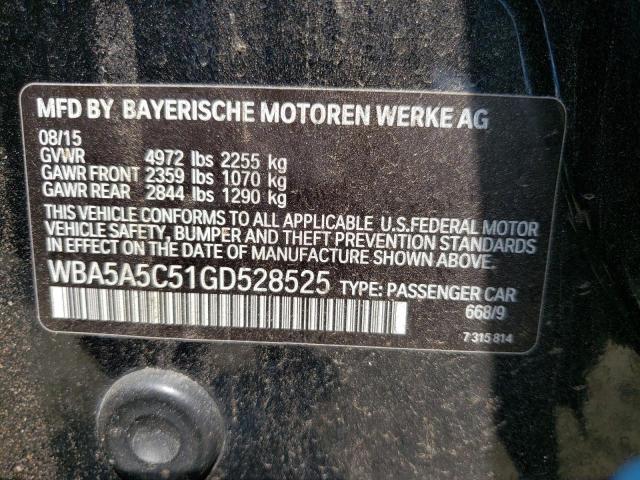 MFD BY BAYERISCHE MOTOREN WERKE AG
08/15
GVWR 4972 lbs 2255 kg
GAWR FRONT 2359 lbs 1070 kg
GAWR REAR 2844 lbs 1290 kg
THIS VEHICLE CONFORMS TO ALL APPLICABLE U.S.FEDERAL MOTOR
VEHICLE SAFETY, BUMPER AND THEFT PREVENTION STANDARDS
IN EFFECT ON THE DATE OF MANUFACTURE SHOWN ABOVE.
WBA5A5C51GD528525 TYPE: PASSENGER CAR
668/9
7 315 814